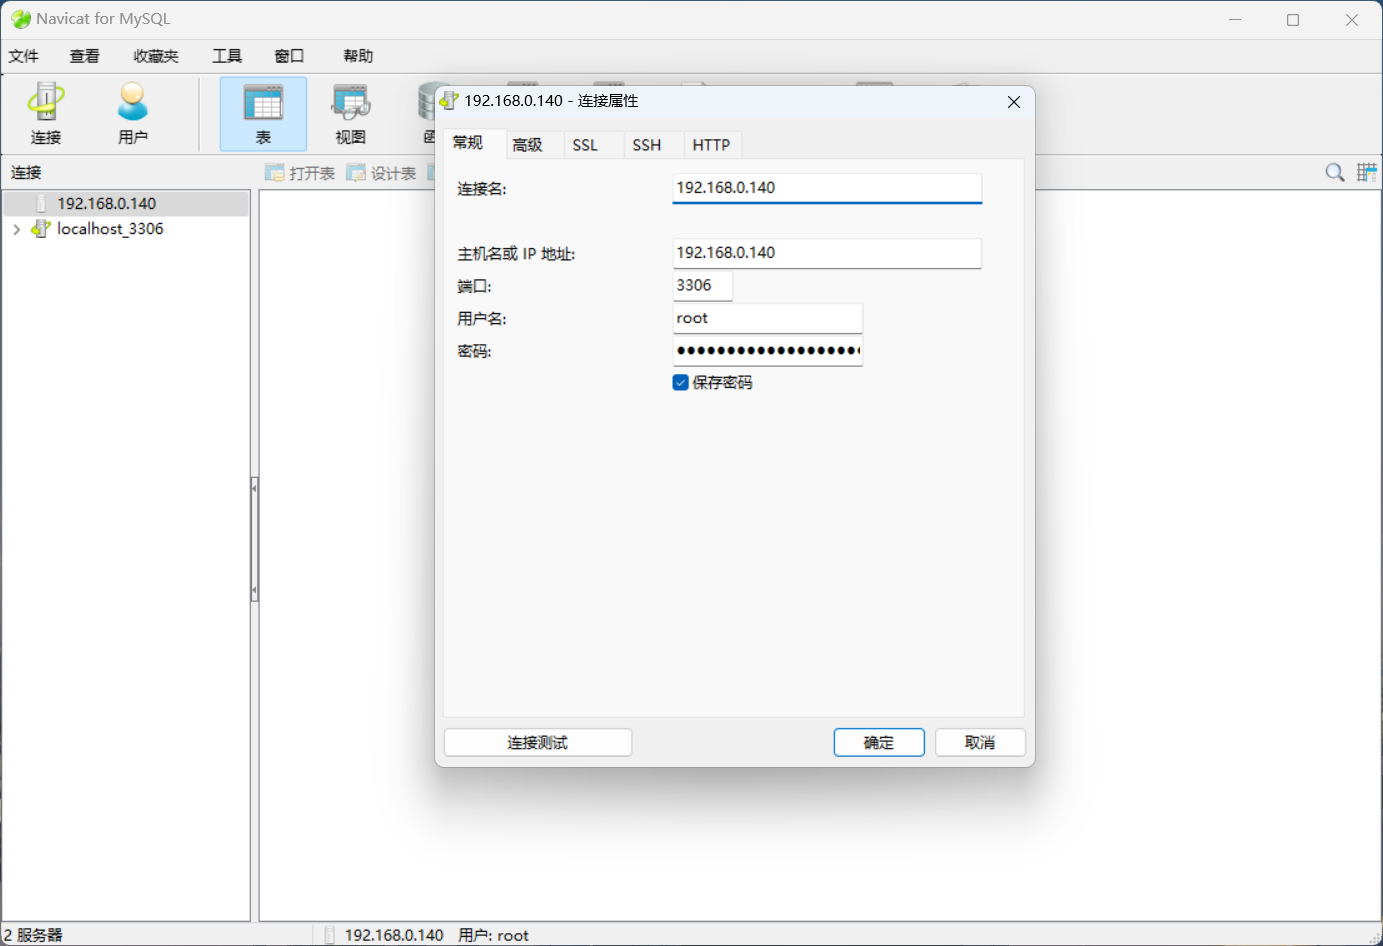 Navicat for MySQL
文件 查看 收藏夹 工具 窗口 帮助
连接 用户 表 视图
192.168.0.140 - 连接属性
常规 高级 SSL SSH HTTP
连接
打开表 设计表
192.168.0.140
localhost_3306
连接名: 192.168.0.140
主机名或 IP 地址: 192.168.0.140
端口: 3306
用户名: root
密码: ●●●●●●●●●●●●●●●●●●●
保存密码
连接测试 确定 取消
2 服务器 192.168.0.140 用户: root